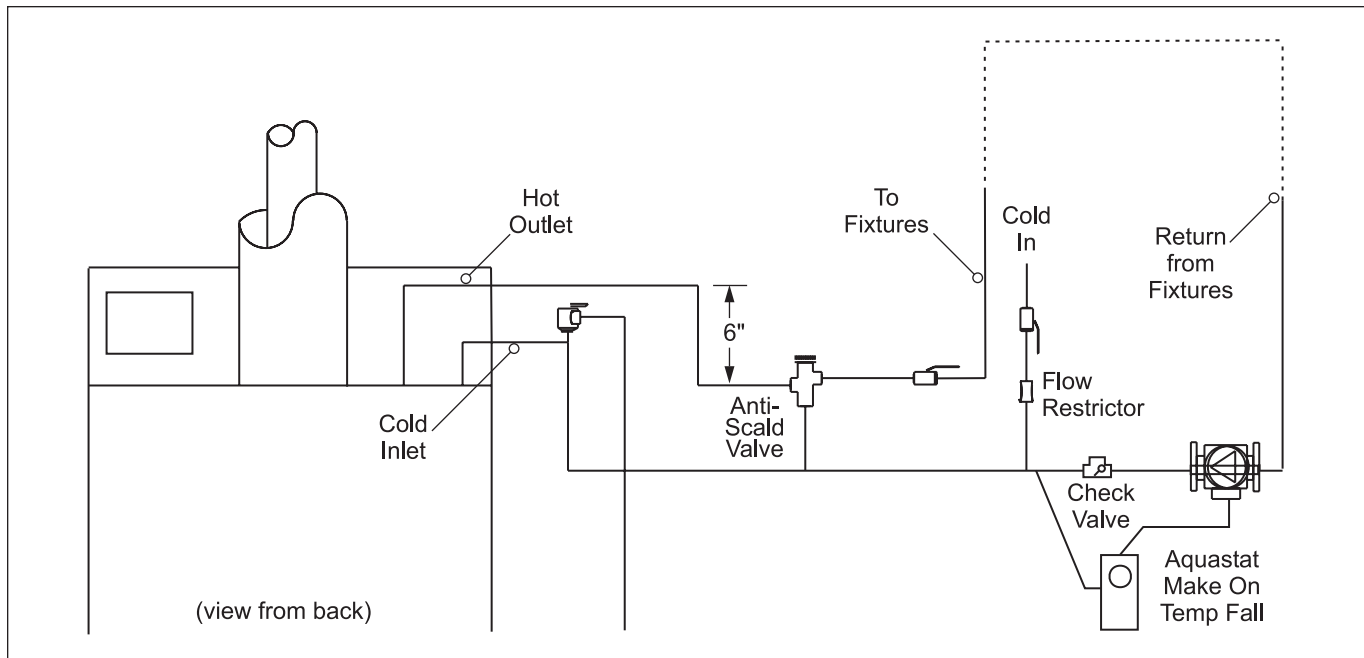 Hot
Outlet
To
Fixtures
Cold
In
Return
from
Fixtures
6"
Flow
Restrictor
Anti-
Scald
Valve
Cold
Inlet
Check
Valve
Aquastat
Make On
Temp Fall
(view from back)